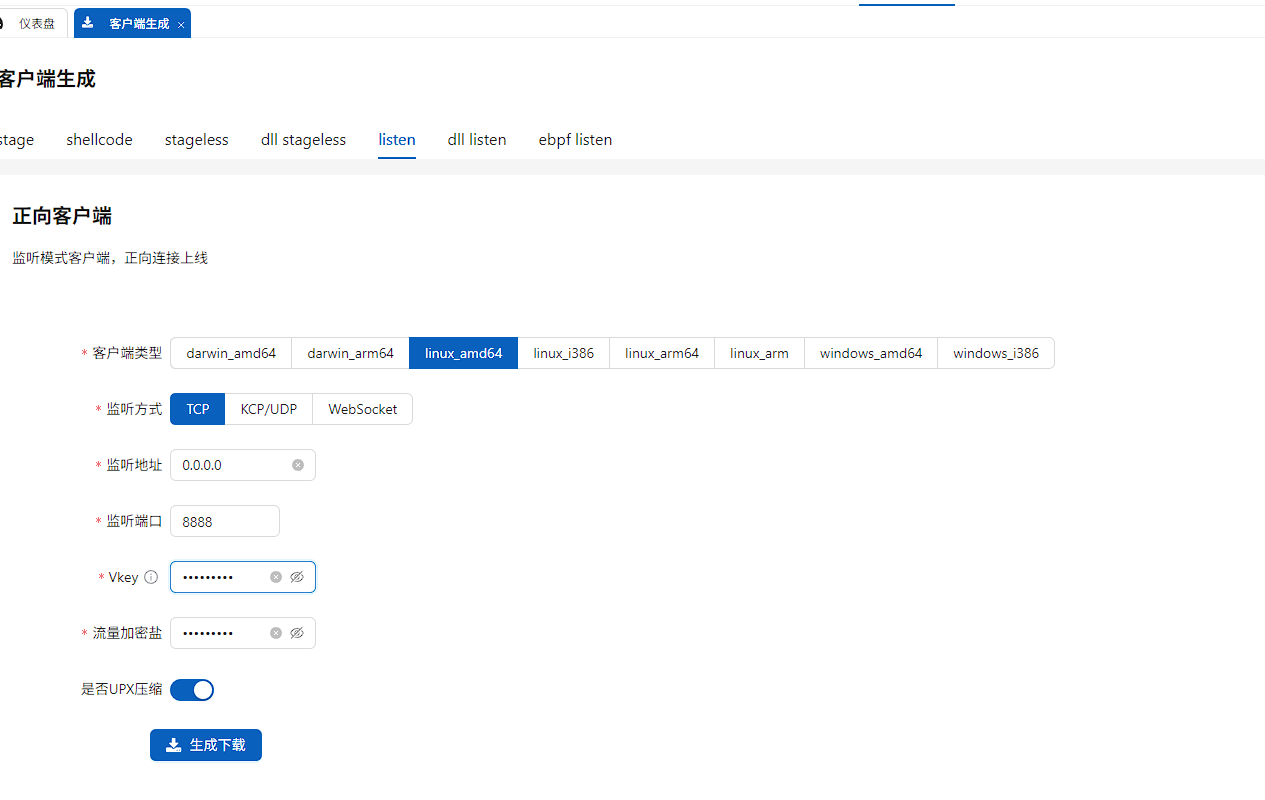 仪表盘 客户端生成 ×
客户端生成
stage shellcode stageless dll stageless listen dll listen ebpf listen
正向客户端
监听模式客户端，正向连接上线
* 客户端类型 darwin_amd64 darwin_arm64 linux_amd64 linux_i386 linux_arm64 linux_arm windows_amd64 windows_i386
* 监听方式 TCP KCP/UDP WebSocket
* 监听地址 0.0.0.0
* 监听端口 8888
* Vkey •••••••••
* 流量加密盐 •••••••••
是否UPX压缩
生成下载